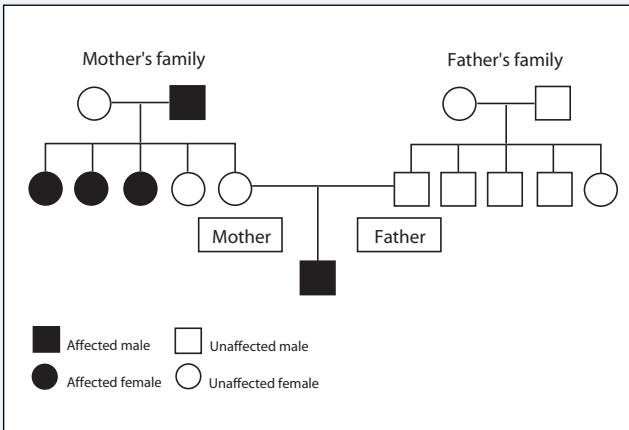 Mother's family
Father's family
Mother
Father
Affected male
Unaffected male
Affected female
Unaffected female